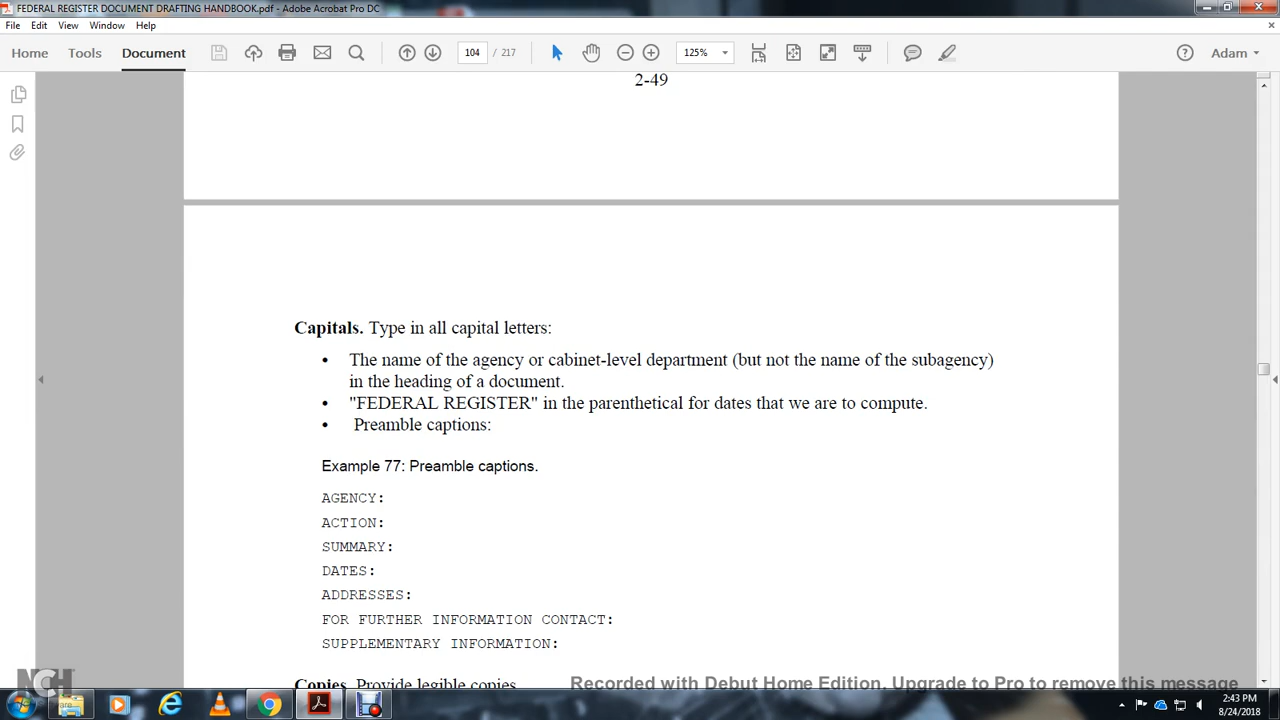 FEDERAL REGISTER DOCUMENT DRAFTING HANDBOOK.pdf - Adobe Acrobat Pro DC
File Edit View Window Help
Home Tools Document 104 / 217 125% Adam
2-49
Capitals. Type in all capital letters:
• The name of the agency or cabinet-level department (but not the name of the subagency)
in the heading of a document.
• "FEDERAL REGISTER" in the parenthetical for dates that we are to compute.
• Preamble captions:
Example 77: Preamble captions.
AGENCY:
ACTION:
SUMMARY:
DATES:
ADDRESSES:
FOR FURTHER INFORMATION CONTACT:
SUPPLEMENTARY INFORMATION:
Copies. Provide legible copies.
NCH
Recorded with Debut Home Edition. Upgrade to Pro to remove this message
2:43 PM
8/24/2018